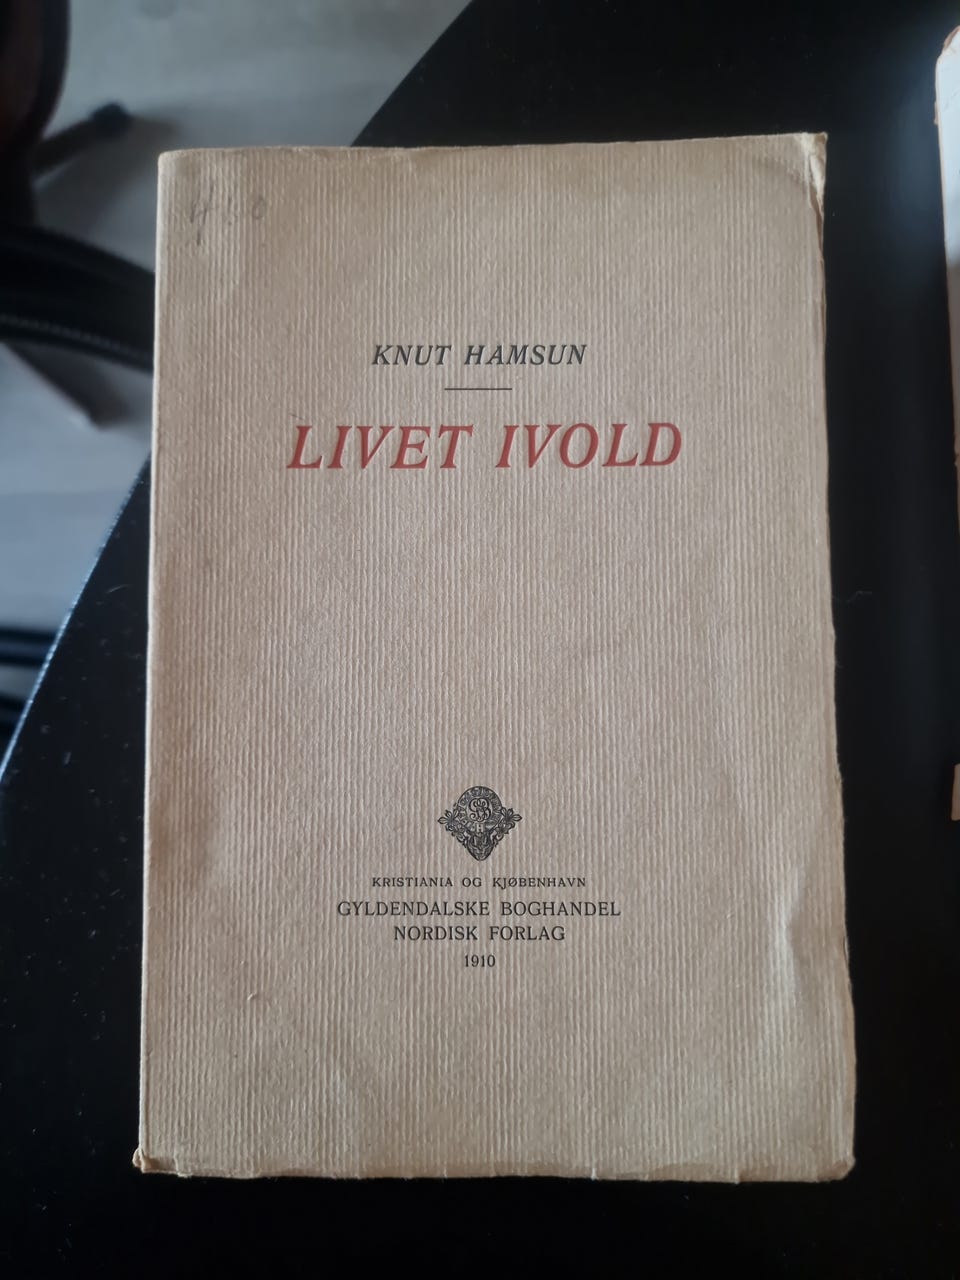 KNUT HAMSUN
LIVET IVOLD
KRISTIANIA OG KJØBENHAVN
GYLDENDALSKE BOGHANDEL
NORDISK FORLAG
1910